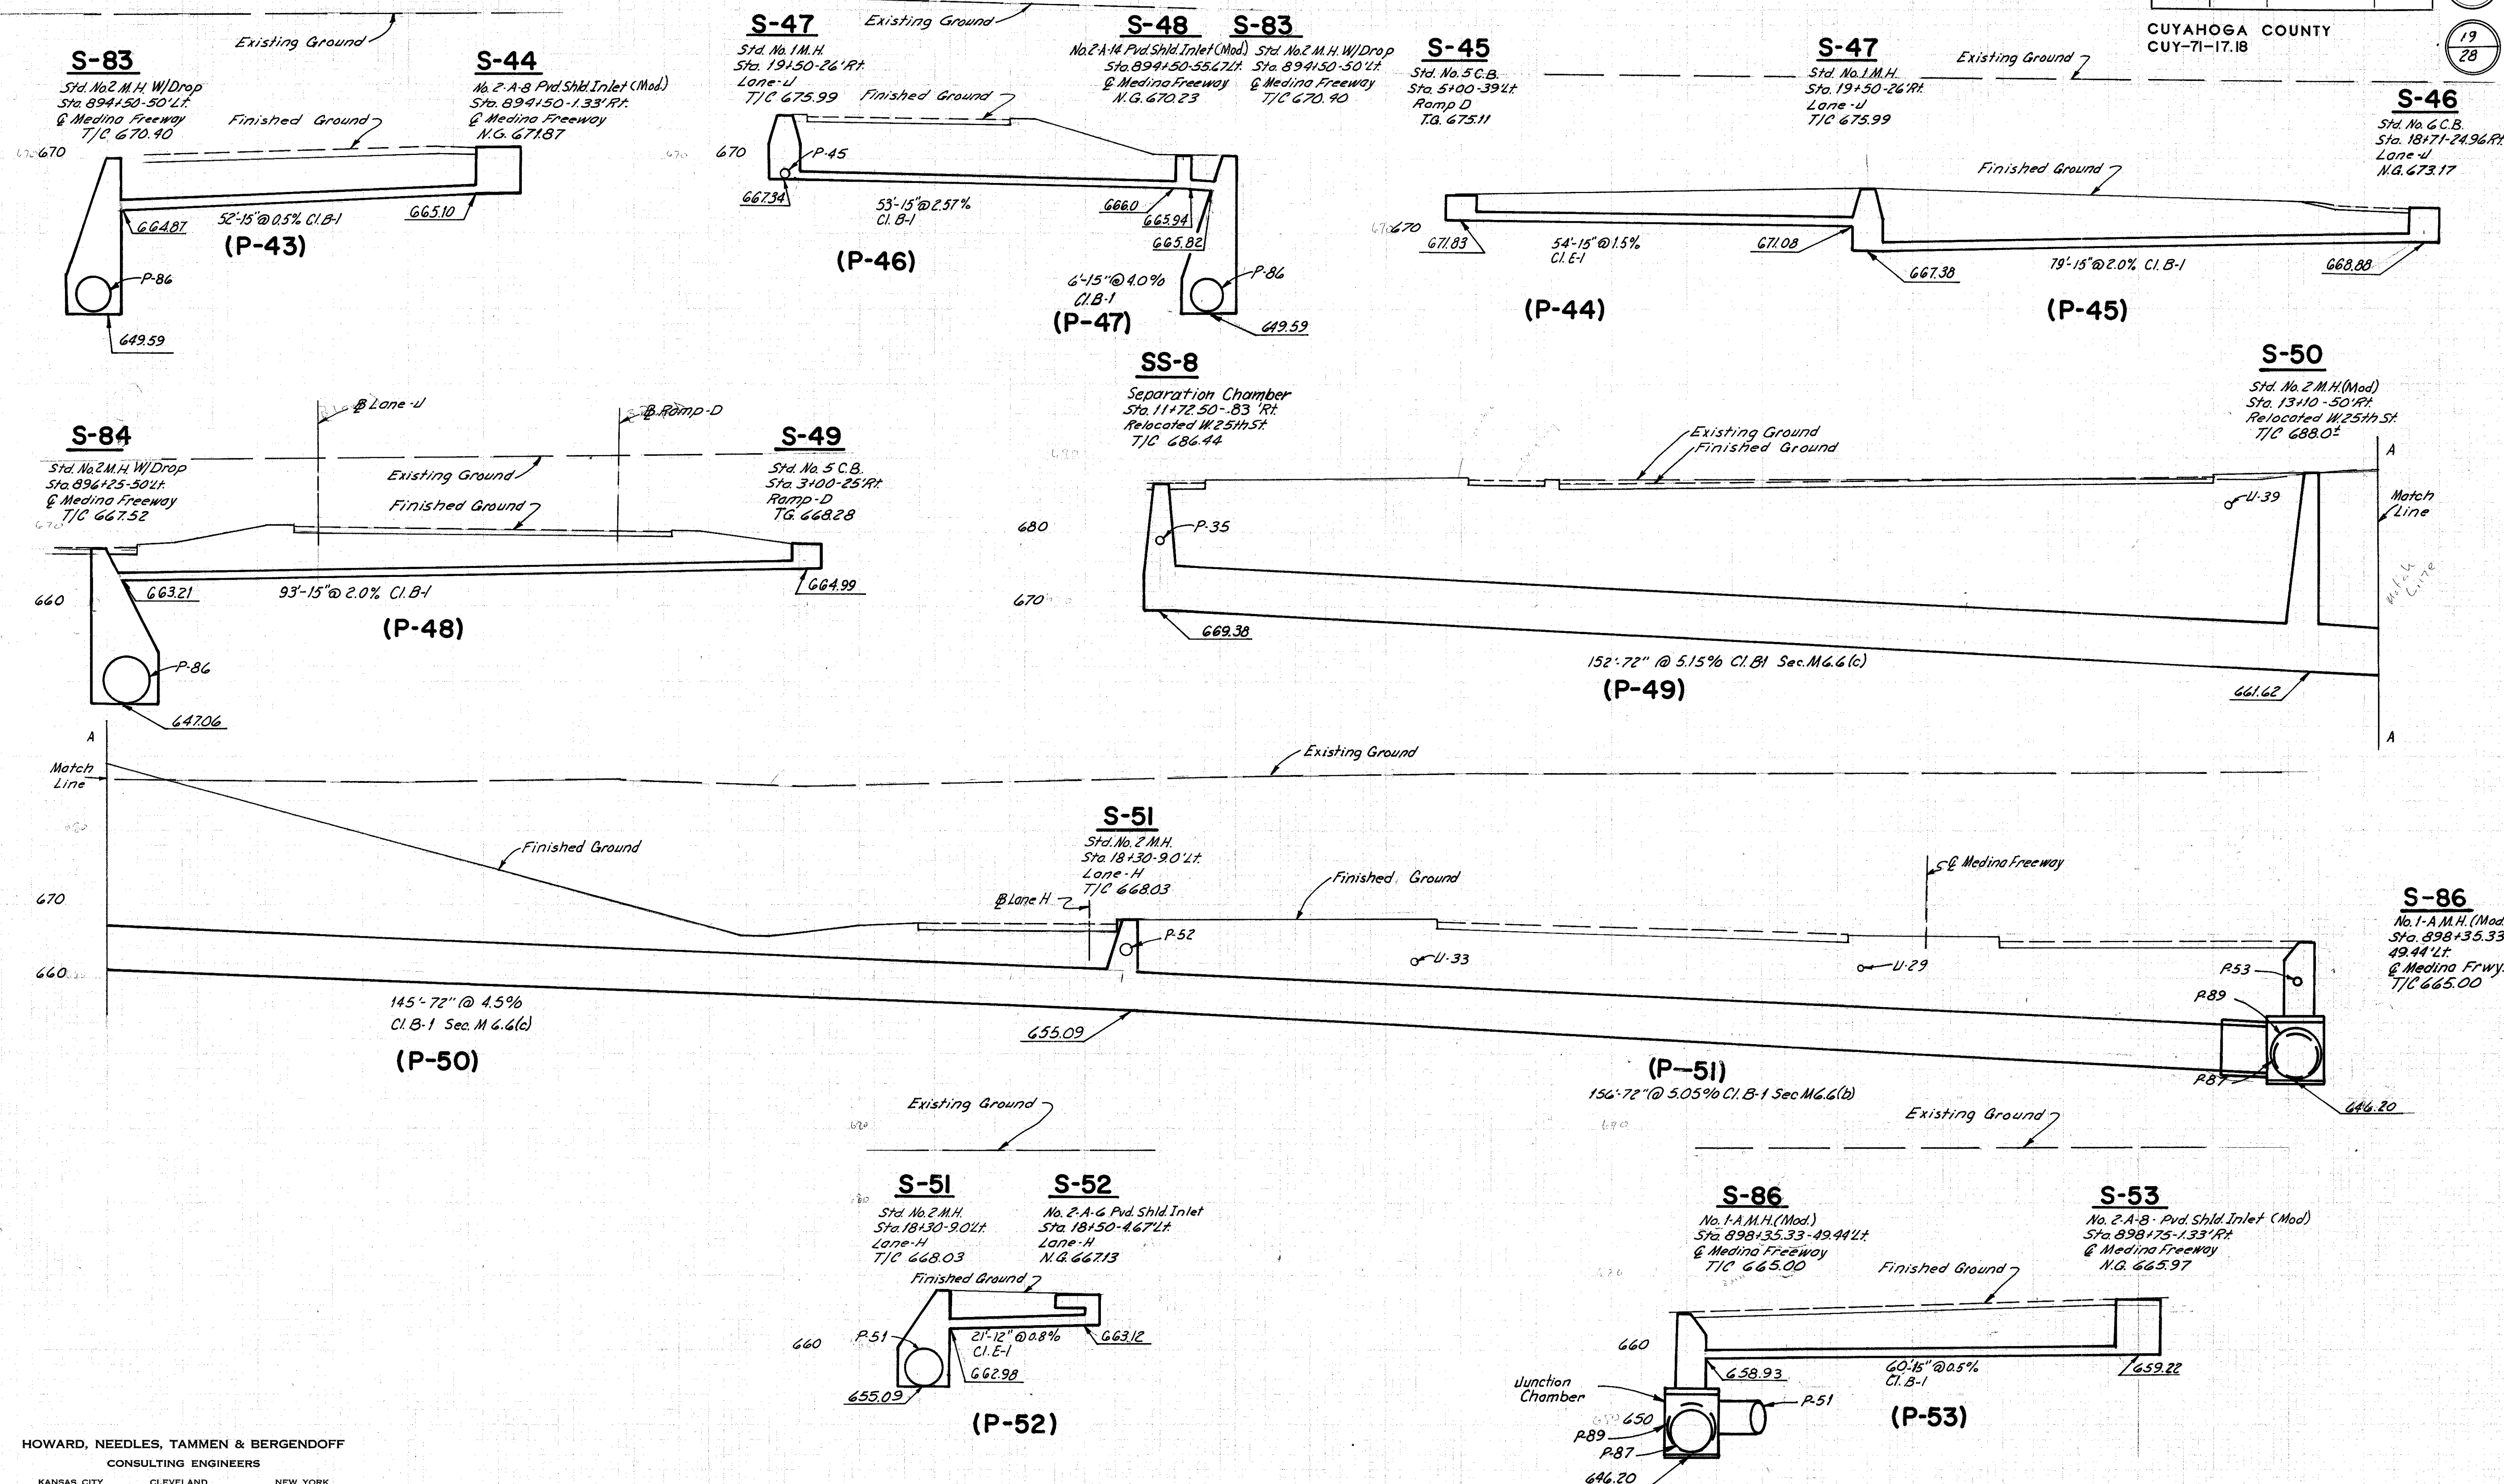 CUYAHOGA COUNTY
CUY-71-17.18
19
28
Existing Ground
S-83
Std. No.2 M.H. W/Drop
Sta. 894+50-50'Lt.
₵ Medina Freeway
T/C 670.40
Finished Ground
S-44
No. 2-A-8 Pvd. Shld. Inlet (Mod.)
Sta. 894+50-1.33'Rt.
₵ Medina Freeway
N.G. 671.87
670
664.87
52'-15"@0.5% Cl. B-1
665.10
(P-43)
P-86
649.59
Existing Ground
S-47
Std. No. 1 M.H.
Sta. 19+50-26'Rt.
Lane-J
T/C 675.99
Finished Ground
S-48
No.2-A-14 Pvd.Shld.Inlet(Mod)
Sta.894+50-55.67'Lt.
₵ Medina Freeway
N.G. 670.23
S-83
Std. No.2 M.H. W/Drop
Sta. 894+50-50'Lt.
₵ Medina Freeway
T/C 670.40
670
P-45
667.34
53'-15"@2.57%
Cl. B-1
666.0
665.94
665.82
(P-46)
6'-15"@4.0%
Cl.B-1
(P-47)
P-86
649.59
S-45
Std. No. 5 C.B.
Sta. 5+00-39'Lt.
Ramp D
T.G. 675.11
S-47
Std. No. 1 M.H.
Sta. 19+50-26'Rt.
Lane-J
T/C 675.99
Existing Ground
S-46
Std. No. 6 C.B.
Sta. 18+71-24.96Rt.
Lane-J
N.G. 673.17
Finished Ground
670
671.83
54'-15"@1.5%
Cl. E-1
671.08
667.38
79'-15"@2.0% Cl. B-1
668.88
(P-44)
(P-45)
S-84
Std. No.2 M.H. W/Drop
Sta. 896+25-50'Lt.
₵ Medina Freeway
T/C 667.52
670
B Lane-J
B Ramp-D
Existing Ground
Finished Ground
S-49
Std. No. 5 C.B.
Sta. 3+00-25'Rt.
Ramp-D
T.G. 668.28
660
663.21
93'-15"@ 2.0% Cl. B-1
664.99
(P-48)
P-86
647.06
SS-8
Separation Chamber
Sta. 11+72.50-.83'Rt.
Relocated W.25th St.
T/C 686.44
Existing Ground
Finished Ground
S-50
Std. No. 2 M.H.(Mod)
Sta. 13+10-50'Rt.
Relocated W.25th St.
T/C 688.0±
A
Match
Line
U-39
680
P-35
670
669.38
152'-72" @ 5.15% Cl. B-1 Sec. M6.6(c)
(P-49)
661.62
Match
Line
A
A
Match
Line
Existing Ground
Finished Ground
S-51
Std. No. 2 M.H.
Sta. 18+30-9.0'Lt.
Lane-H
T/C 668.03
B Lane H
Finished Ground
₵ Medina Freeway
670
P-52
U-33
U-29
S-86
No. 1-A M.H. (Mod.
Sta. 898+35.33
49.44'Lt.
₵ Medina Frwy.
T/C 665.00
P-53
P-89
660
145'-72" @ 4.5%
Cl. B-1 Sec. M 6.6(c)
(P-50)
655.09
(P-51)
156'-72"@ 5.05% Cl. B-1 Sec M6.6(b)
P-87
646.20
Existing Ground
S-51
Std. No. 2 M.H.
Sta. 18+30-9.0'Lt.
Lane-H
T/C 668.03
S-52
No. 2-A-6 Pvd. Shld. Inlet
Sta. 18+50-4.67'Lt.
Lane-H
N.G. 667.13
Finished Ground
660
P-51
21'-12"@0.8%
Cl. E-1
663.12
662.98
655.09
(P-52)
Existing Ground
690
S-86
No. 1-A M.H.(Mod.)
Sta. 898+35.33-49.44'Lt.
₵ Medina Freeway
T/C 665.00
S-53
No. 2-A-8 - Pvd. Shld. Inlet (Mod)
Sta. 898+75-1.33'Rt.
₵ Medina Freeway
N.G. 665.97
Finished Ground
660
658.93
60'-15"@0.5%
Cl. B-1
659.22
Junction
Chamber
650
P-51
P-89
P-87
646.20
(P-53)
HOWARD, NEEDLES, TAMMEN & BERGENDOFF
CONSULTING ENGINEERS
KANSAS CITY CLEVELAND NEW YORK